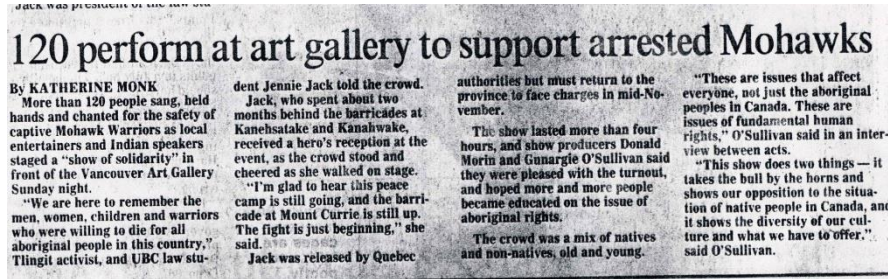 Jack was president of the law stu-
120 perform at art gallery to support arrested Mohawks
By KATHERINE MONK
More than 120 people sang, held
hands and chanted for the safety of
captive Mohawk Warriors as local
entertainers and Indian speakers
staged a “show of solidarity” in
front of the Vancouver Art Gallery
Sunday night.
“We are here to remember the
men, women, children and warriors
who were willing to die for all
aboriginal people in this country,”
Tlingit activist, and UBC law stu-
dent Jennie Jack told the crowd.
Jack, who spent about two
months behind the barricades at
Kanehsatake and Kanahwake,
received a hero's reception at the
event, as the crowd stood and
cheered as she walked on stage.
“I'm glad to hear this peace
camp is still going, and the barri-
cade at Mount Currie is still up.
The fight is just beginning,” she
said.
Jack was released by Quebec
authorities but must return to the
province to face charges in mid-No-
vember.
The show lasted more than four
hours, and show producers Donald
Morin and Gunargie O'Sullivan said
they were pleased with the turnout,
and hoped more and more people
became educated on the issue of
aboriginal rights.
The crowd was a mix of natives
and non-natives, old and young.
“These are issues that affect
everyone, not just the aboriginal
peoples in Canada. These are
issues of fundamental human
rights,” O'Sullivan said in an inter-
view between acts.
“This show does two things — it
takes the bull by the horns and
shows our opposition to the situa-
tion of native people in Canada, and
it shows the diversity of our cul-
ture and what we have to offer,”
said O'Sullivan.